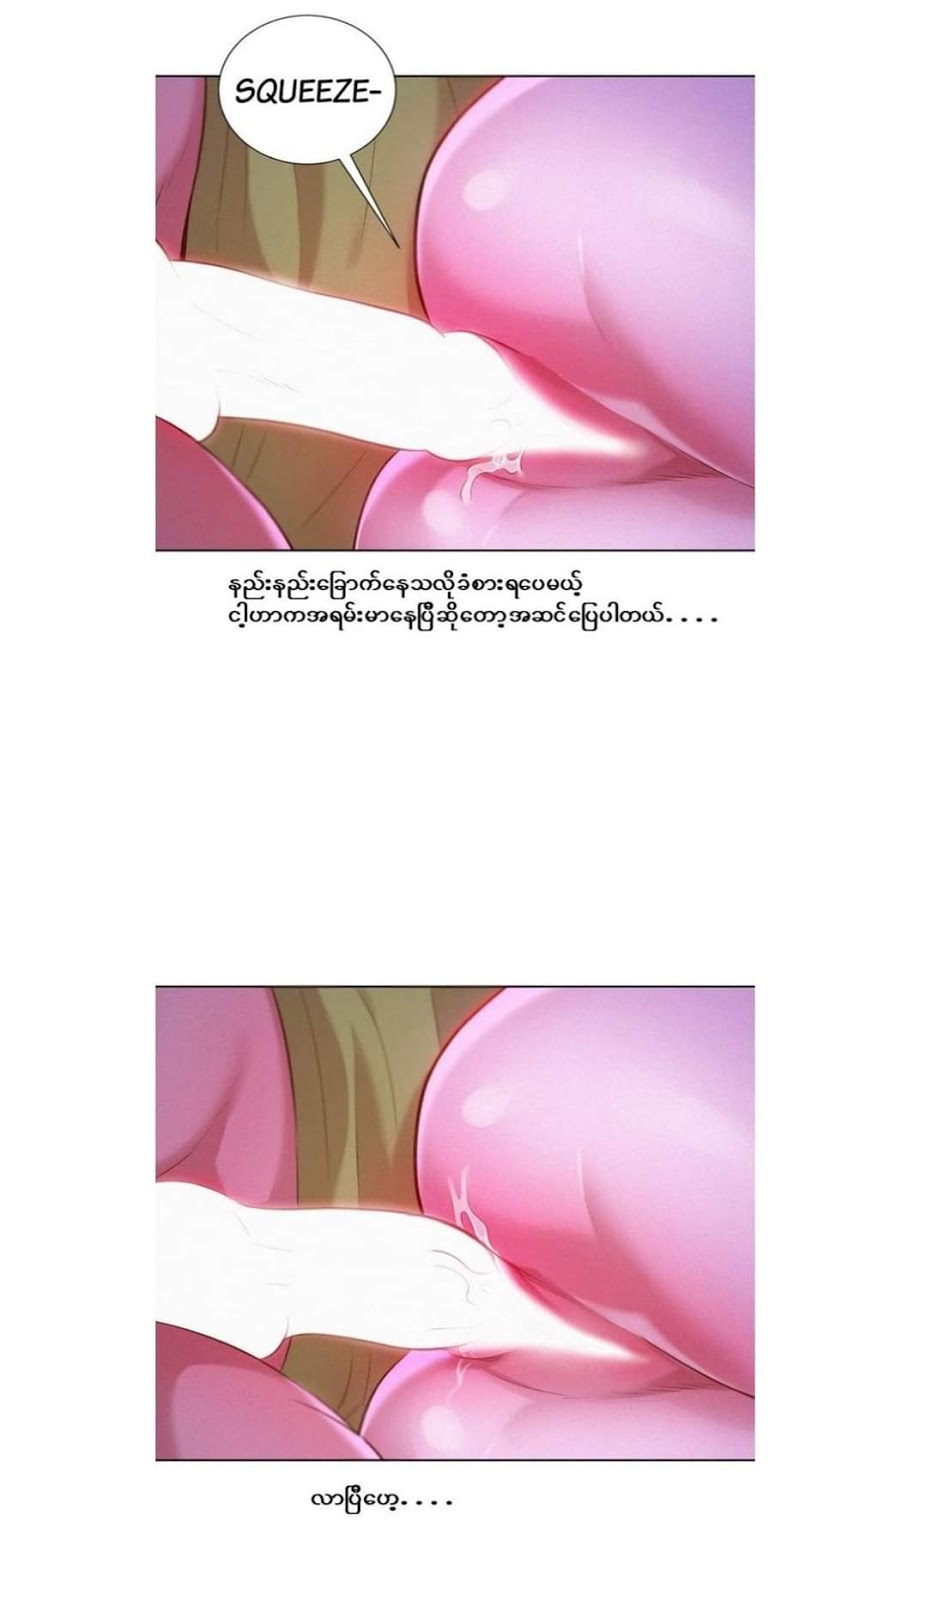 SQUEEZE-
နည်းနည်းခြောက်နေသလိုခံစားရပေမယ့်
ငါ့ဟာကအရမ်းမာနေပြီဆိုတော့အဆင်ပြေပါတယ်....
လာပြီဟေ့....